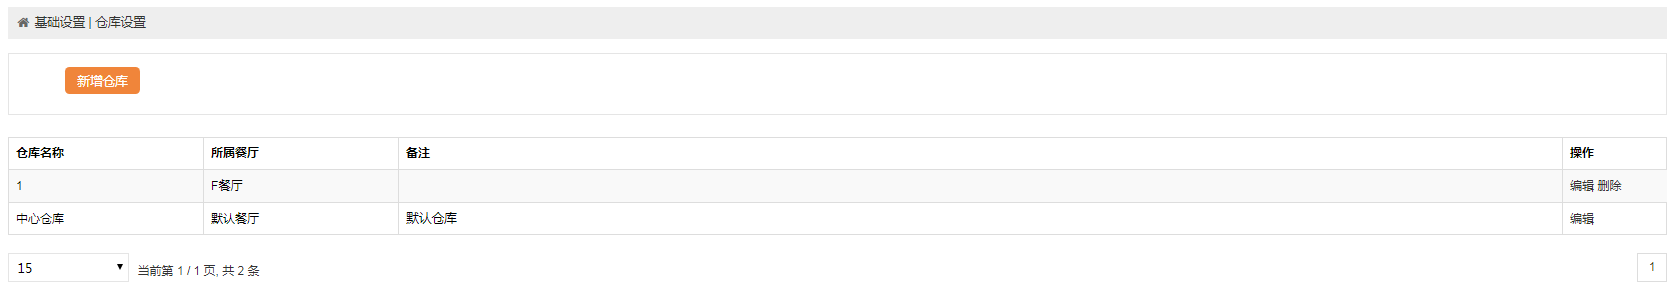 基础设置 | 仓库设置
新增仓库
仓库名称 所属餐厅 备注 操作
1 F餐厅 编辑 删除
中心仓库 默认餐厅 默认仓库 编辑
15 当前第 1 / 1 页, 共 2 条 1